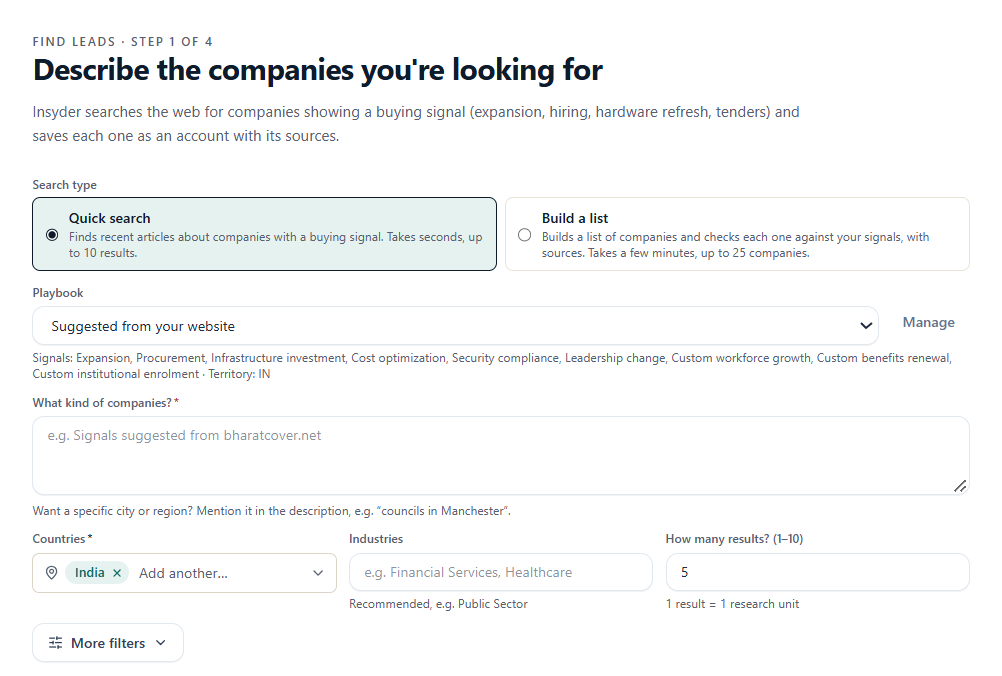 FIND LEADS · STEP 1 OF 4
Describe the companies you're looking for
Insyder searches the web for companies showing a buying signal (expansion, hiring, hardware refresh, tenders) and
saves each one as an account with its sources.
Search type
Quick search
Finds recent articles about companies with a buying signal. Takes seconds, up
to 10 results.
Build a list
Builds a list of companies and checks each one against your signals, with
sources. Takes a few minutes, up to 25 companies.
Playbook
Suggested from your website
Manage
Signals: Expansion, Procurement, Infrastructure investment, Cost optimization, Security compliance, Leadership change, Custom workforce growth, Custom benefits renewal,
Custom institutional enrolment · Territory: IN
What kind of companies? *
e.g. Signals suggested from bharatcover.net
Want a specific city or region? Mention it in the description, e.g. “councils in Manchester”.
Countries *
India × Add another...
Industries
e.g. Financial Services, Healthcare
Recommended, e.g. Public Sector
How many results? (1–10)
5
1 result = 1 research unit
More filters